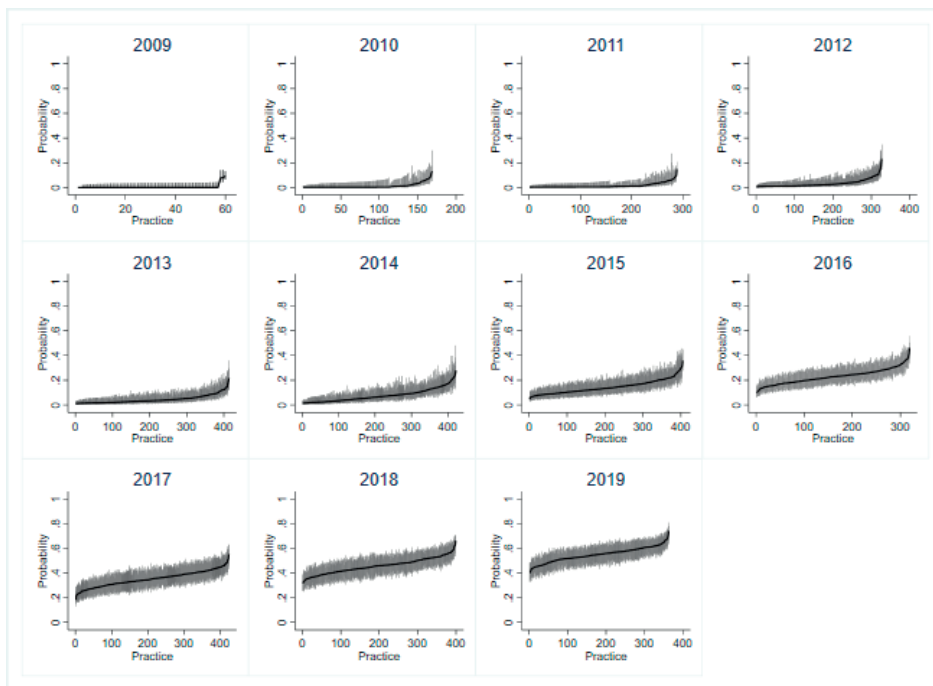 2009
2010
2011
2012
Probability
0 .2 .4 .6 .8 1
0 20 40 60
Practice
Probability
0 .2 .4 .6 .8 1
0 50 100 150 200
Practice
Probability
0 .2 .4 .6 .8 1
0 100 200 300
Practice
Probability
0 .2 .4 .6 .8 1
0 100 200 300 400
Practice
2013
2014
2015
2016
Probability
0 .2 .4 .6 .8 1
0 100 200 300 400
Practice
Probability
0 .2 .4 .6 .8 1
0 100 200 300 400
Practice
Probability
0 .2 .4 .6 .8 1
0 100 200 300 400
Practice
Probability
0 .2 .4 .6 .8 1
0 100 200 300
Practice
2017
2018
2019
Probability
0 .2 .4 .6 .8 1
0 100 200 300 400
Practice
Probability
0 .2 .4 .6 .8 1
0 100 200 300 400
Practice
Probability
0 .2 .4 .6 .8 1
0 100 200 300 400
Practice